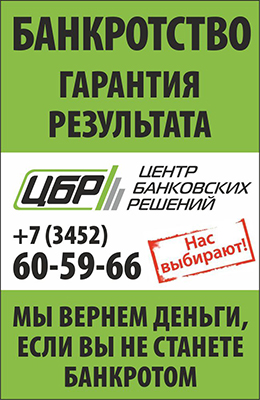 БАНКРОТСТВО
ГАРАНТИЯ
РЕЗУЛЬТАТА
ЦБР
ЦЕНТР
БАНКОВСКИХ
РЕШЕНИЙ
+7 (3452)
60-59-66
Нас
выбирают!
МЫ ВЕРНЕМ ДЕНЬГИ,
ЕСЛИ ВЫ НЕ СТАНЕТЕ
БАНКРОТОМ